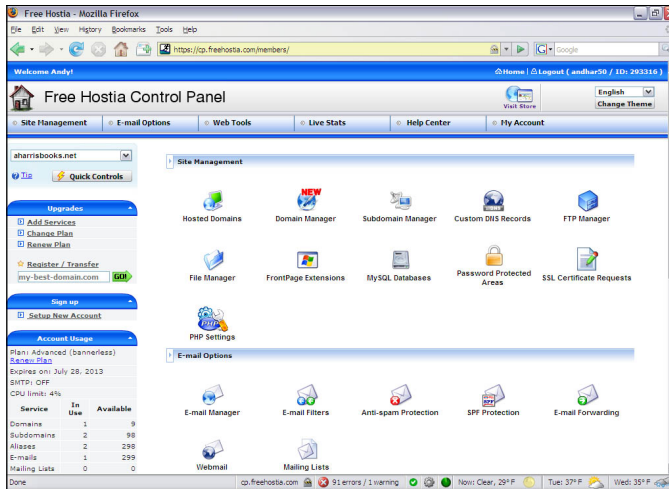 Free Hostia - Mozilla Firefox
File Edit View History Bookmarks Tools Help
https://cp.freehostia.com/members/
Google
Welcome Andy!
Home | Logout ( andhar50 / ID: 293316 )
Free Hostia Control Panel
Visit Store
English
Change Theme
Site Management
E-mail Options
Web Tools
Live Stats
Help Center
My Account
aharrisbooks.net
Tip
Quick Controls
Upgrades
Add Services
Change Plan
Renew Plan
Register / Transfer
my-best-domain.com GO!
Sign up
Setup New Account
Account Usage
Plan: Advanced (bannerless)
Renew Plan
Expires on: July 28, 2013
SMTP: OFF
CPU limit: 4%
Service In Use Available
Domains 1 9
Subdomains 2 98
Aliases 2 298
E-mails 1 299
Mailing Lists 0 0
Site Management
NEW
Hosted Domains Domain Manager Subdomain Manager Custom DNS Records FTP Manager
File Manager FrontPage Extensions MySQL Databases Password Protected Areas SSL Certificate Requests
PHP
PHP Settings
E-mail Options
SPF
E-mail Manager E-mail Filters Anti-spam Protection SPF Protection E-mail Forwarding
Webmail Mailing Lists
Done
cp.freehostia.com 91 errors / 1 warning Now: Clear, 29° F Tue: 37° F Wed: 35° F